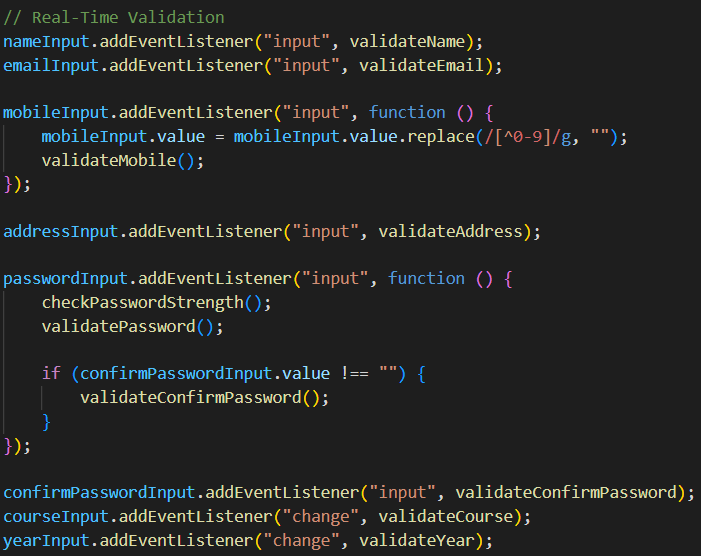 // Real-Time Validation
nameInput.addEventListener("input", validateName);
emailInput.addEventListener("input", validateEmail);

mobileInput.addEventListener("input", function () {
    mobileInput.value = mobileInput.value.replace(/[^0-9]/g, "");
    validateMobile();
});

addressInput.addEventListener("input", validateAddress);

passwordInput.addEventListener("input", function () {
    checkPasswordStrength();
    validatePassword();

    if (confirmPasswordInput.value !== "") {
        validateConfirmPassword();
    }
});

confirmPasswordInput.addEventListener("input", validateConfirmPassword);
courseInput.addEventListener("change", validateCourse);
yearInput.addEventListener("change", validateYear);